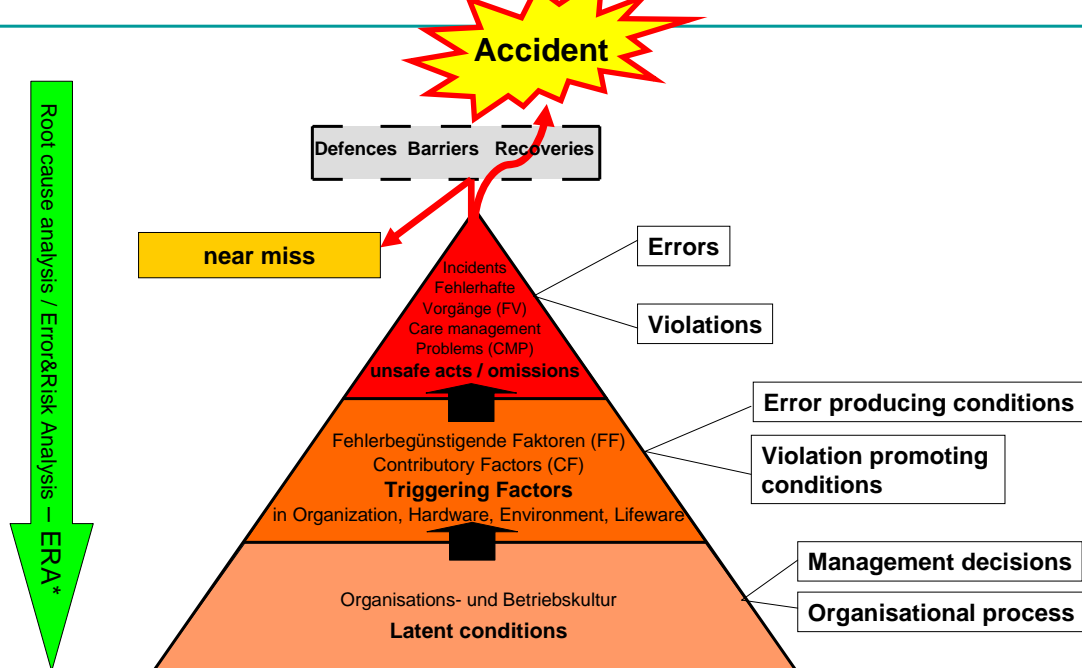 Accident
Root cause analysis / Error&Risk Analysis – ERA*
Defences Barriers Recoveries
near miss
Incidents
Fehlerhafte
Vorgänge (FV)
Care management
Problems (CMP)
unsafe acts / omissions
Errors
Violations
Fehlerbegünstigende Faktoren (FF)
Contributory Factors (CF)
Triggering Factors
in Organization, Hardware, Environment, Lifeware
Error producing conditions
Violation promoting
conditions
Organisations- und Betriebskultur
Latent conditions
Management decisions
Organisational process